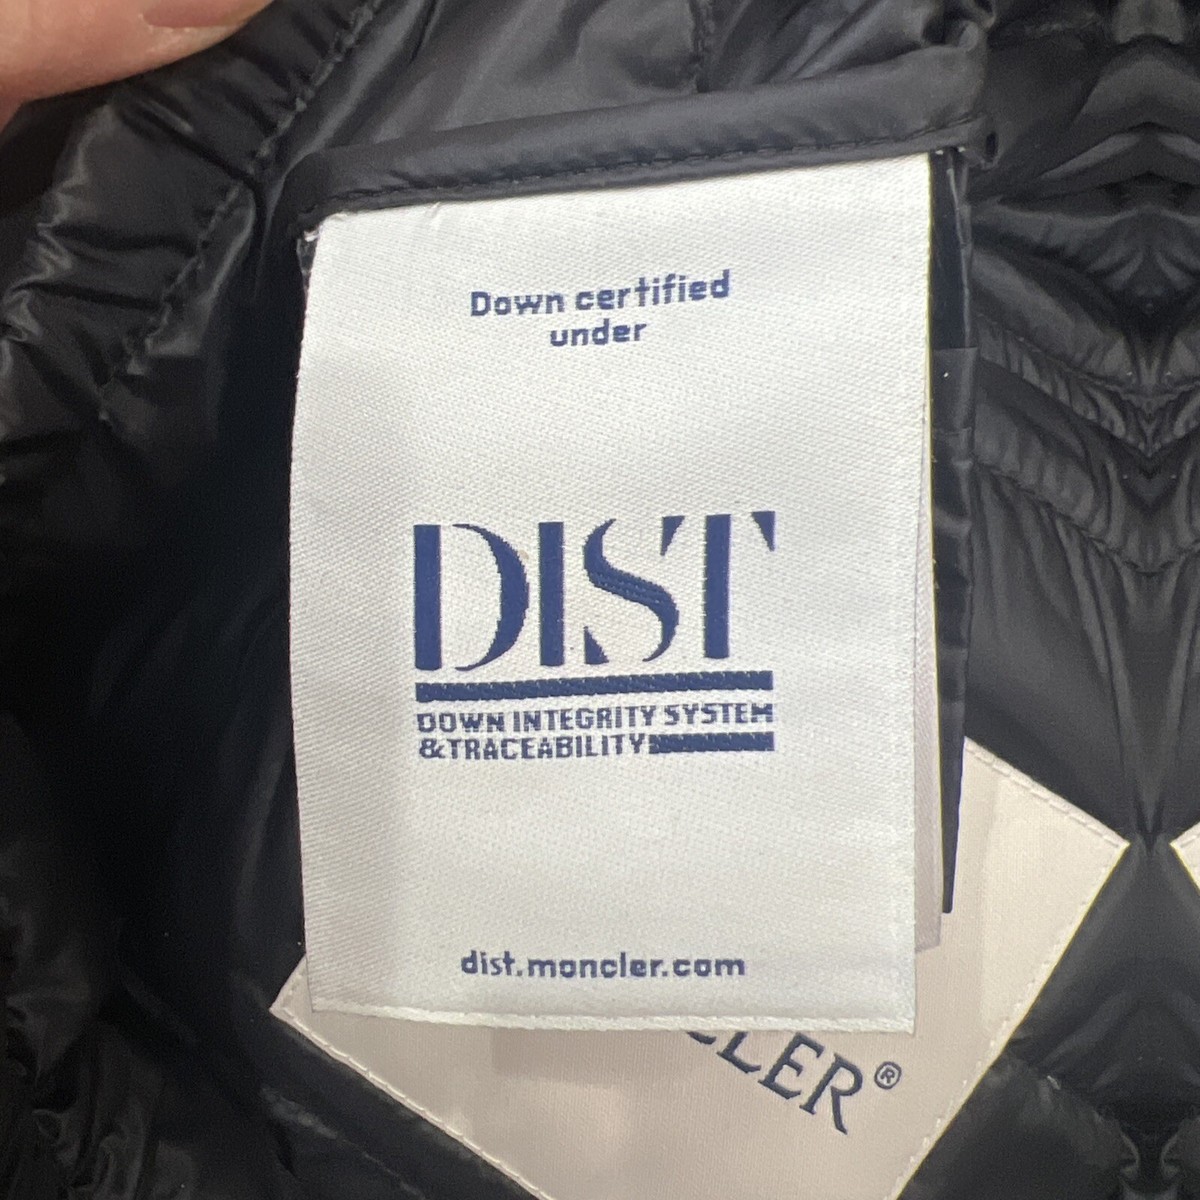 Down certified
under
DIST
DOWN INTEGRITY SYSTEM
&TRACEABILITY
dist.moncler.com
CLER®